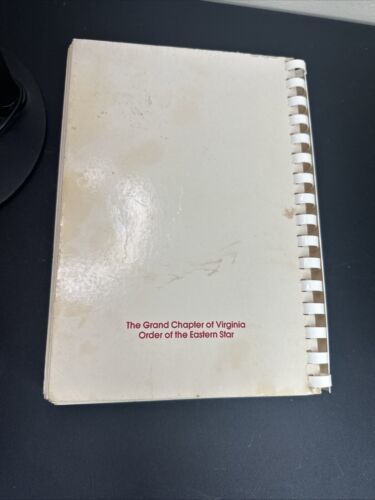 The Grand Chapter of Virginia
Order of the Eastern Star